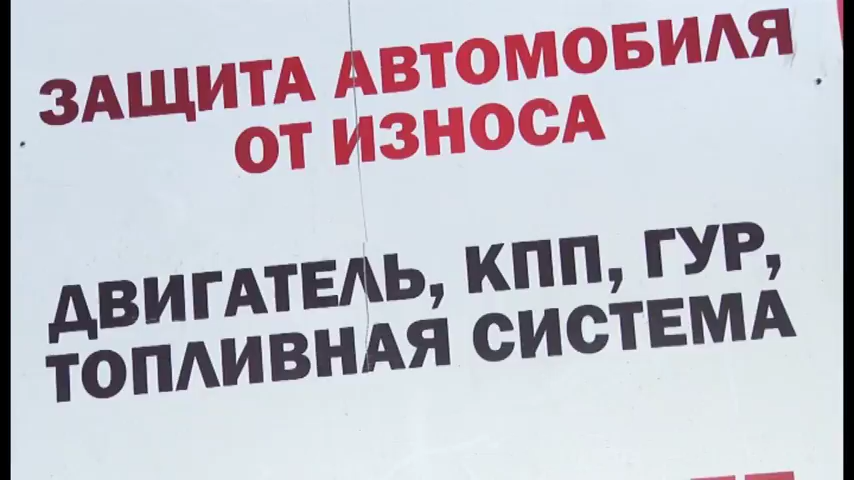 ЗАЩИТА АВТОМОБИЛЯ
ОТ ИЗНОСА
ДВИГАТЕЛЬ, КПП, ГУР,
ТОПЛИВНАЯ СИСТЕМА